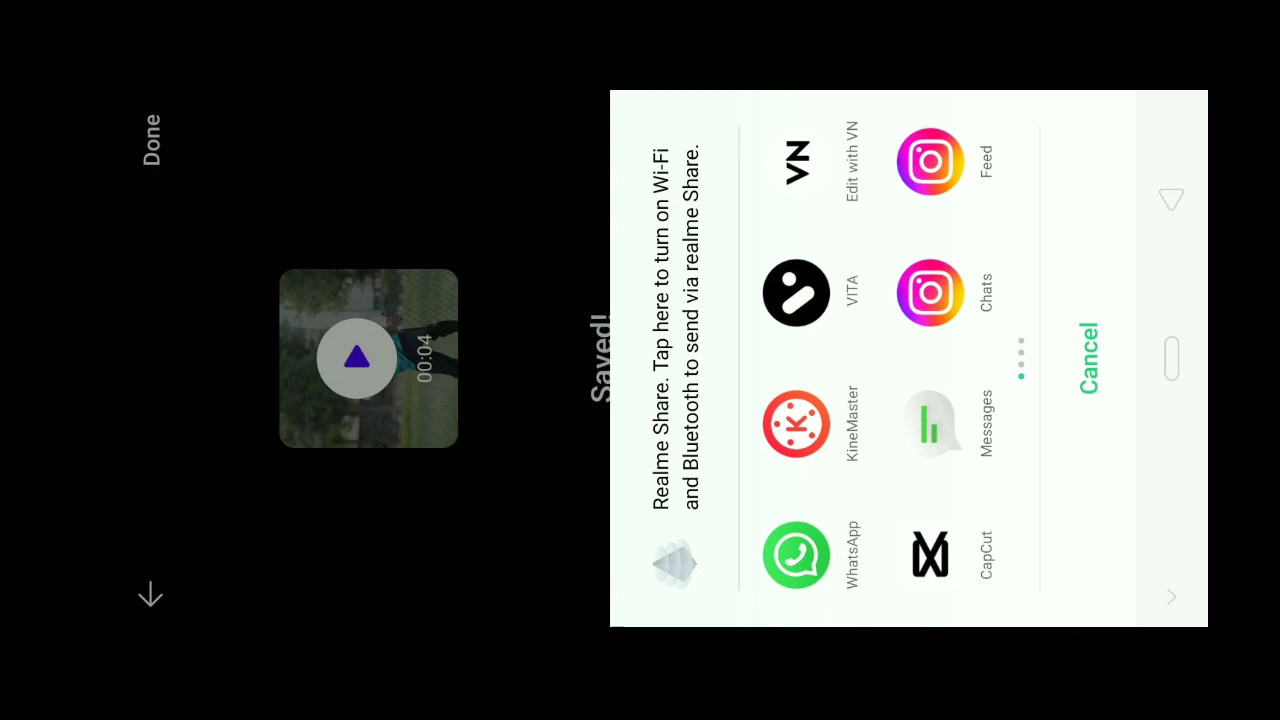 Done
00:04
Saved!
Realme Share. Tap here to turn on Wi-Fi
and Bluetooth to send via realme Share.
WhatsApp
K
KineMaster
VITA
VN
Edit with VN
CapCut
Messages
Chats
Feed
Cancel